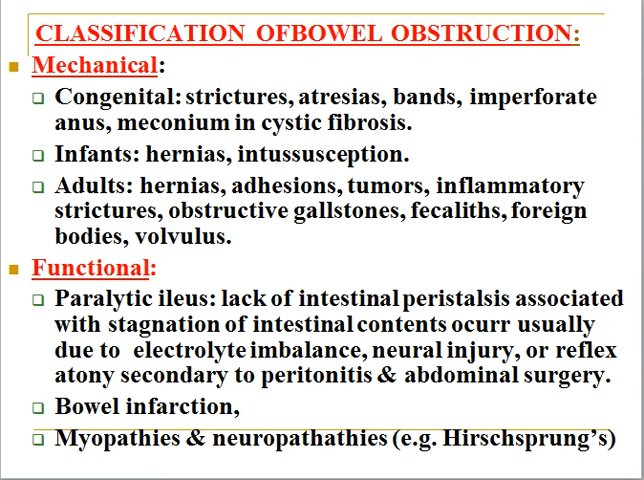 CLASSIFICATION OFBOWEL OBSTRUCTION:
Mechanical:
Congenital: strictures, atresias, bands, imperforate
anus, meconium in cystic fibrosis.
Infants: hernias, intussusception.
Adults: hernias, adhesions, tumors, inflammatory
strictures, obstructive gallstones, fecaliths, foreign
bodies, volvulus.
Functional:
Paralytic ileus: lack of intestinal peristalsis associated
with stagnation of intestinal contents ocurr usually
due to electrolyte imbalance, neural injury, or reflex
atony secondary to peritonitis & abdominal surgery.
Bowel infarction,
Myopathies & neuropathathies (e.g. Hirschsprung's)